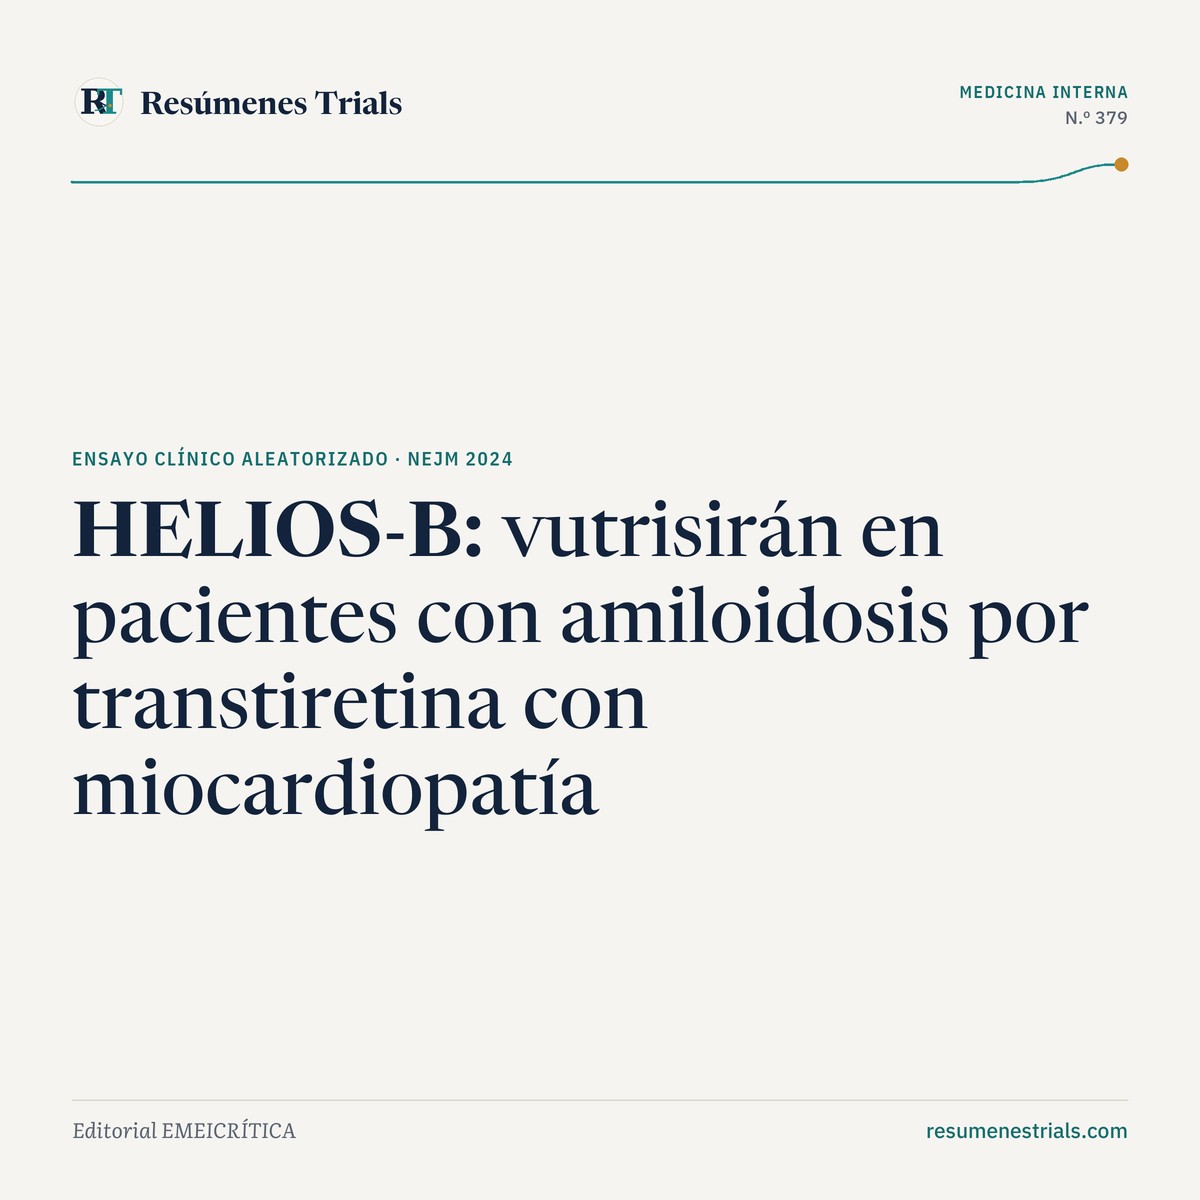 RT Resúmenes Trials
MEDICINA INTERNA
N.º 379
ENSAYO CLÍNICO ALEATORIZADO · NEJM 2024
HELIOS-B: vutrisirán en
pacientes con amiloidosis por
transtiretina con
miocardiopatía
Editorial EMEICRÍTICA
resumenestrials.com